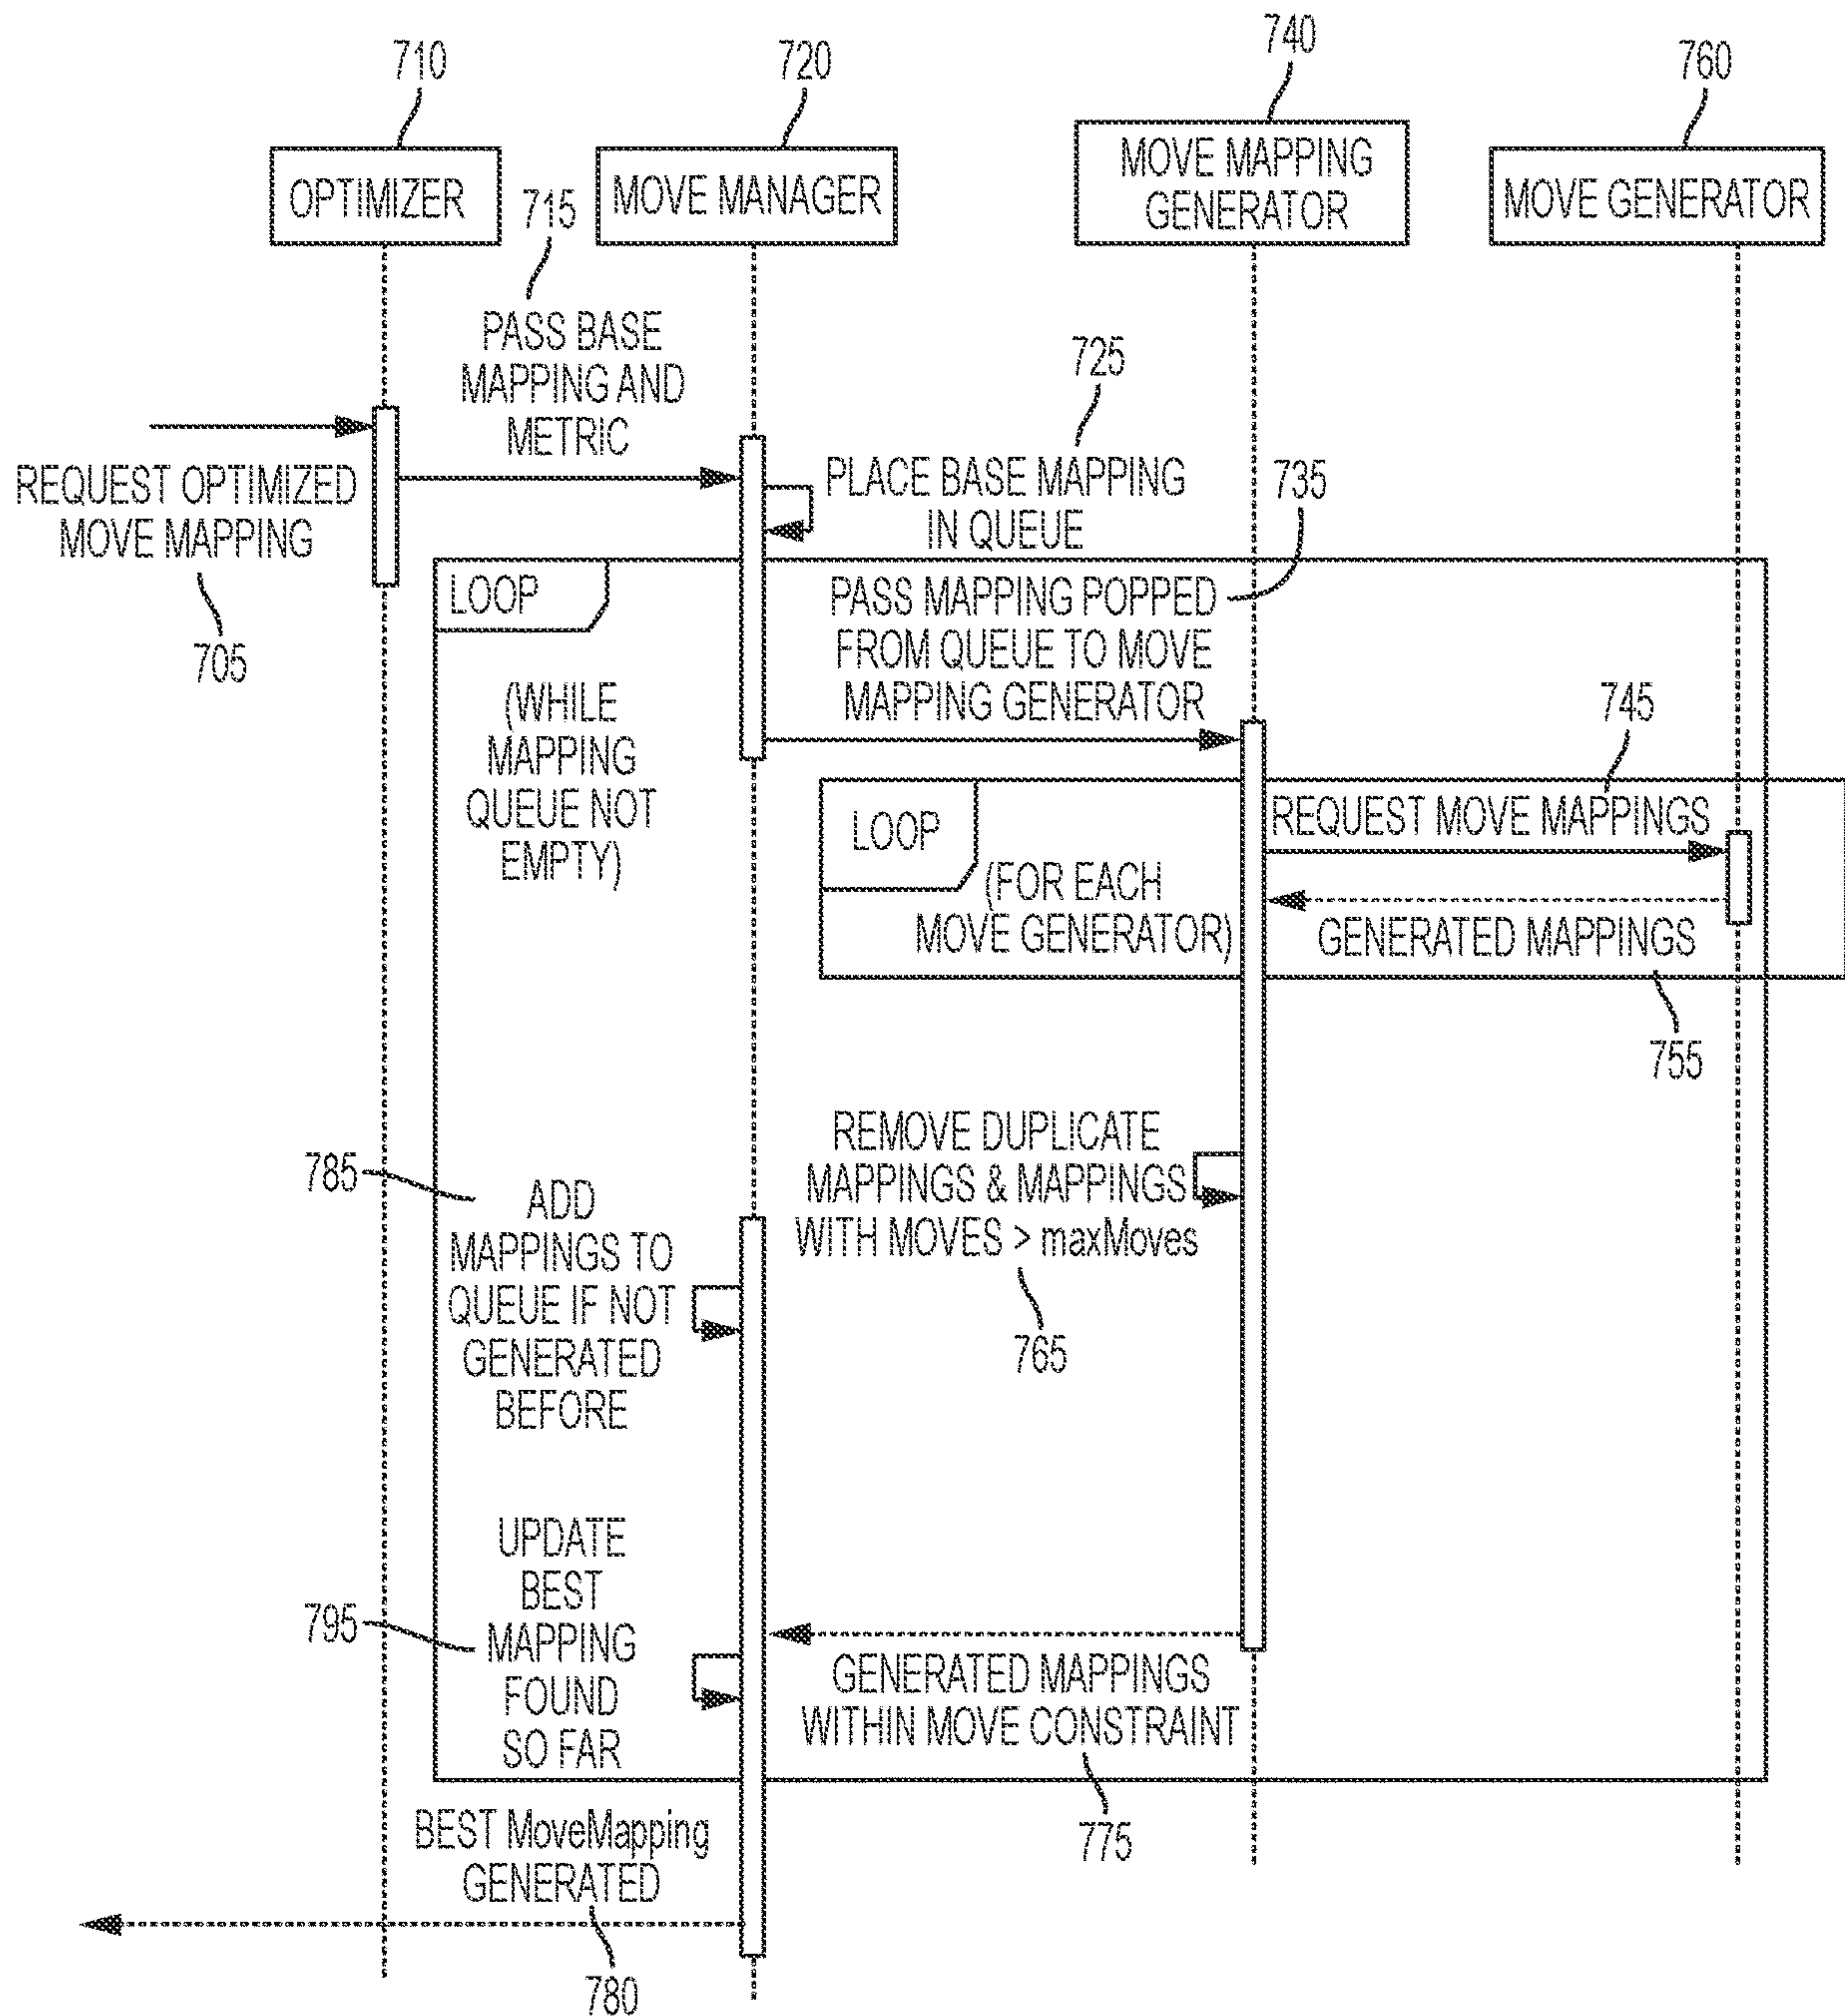 710
720
740
760
OPTIMIZER
MOVE MANAGER
MOVE MAPPING
GENERATOR
MOVE GENERATOR
715
PASS BASE
MAPPING AND
METRIC
725
REQUEST OPTIMIZED
MOVE MAPPING
705
PLACE BASE MAPPING
IN QUEUE
735
LOOP
(WHILE
MAPPING
QUEUE NOT
EMPTY)
PASS MAPPING POPPED
FROM QUEUE TO MOVE
MAPPING GENERATOR
745
LOOP
(FOR EACH
MOVE GENERATOR)
REQUEST MOVE MAPPINGS
GENERATED MAPPINGS
755
REMOVE DUPLICATE
MAPPINGS & MAPPINGS
WITH MOVES > maxMoves
765
785
ADD
MAPPINGS TO
QUEUE IF NOT
GENERATED
BEFORE
795
UPDATE
BEST
MAPPING
FOUND
SO FAR
GENERATED MAPPINGS
WITHIN MOVE CONSTRAINT
775
BEST MoveMapping
GENERATED
780